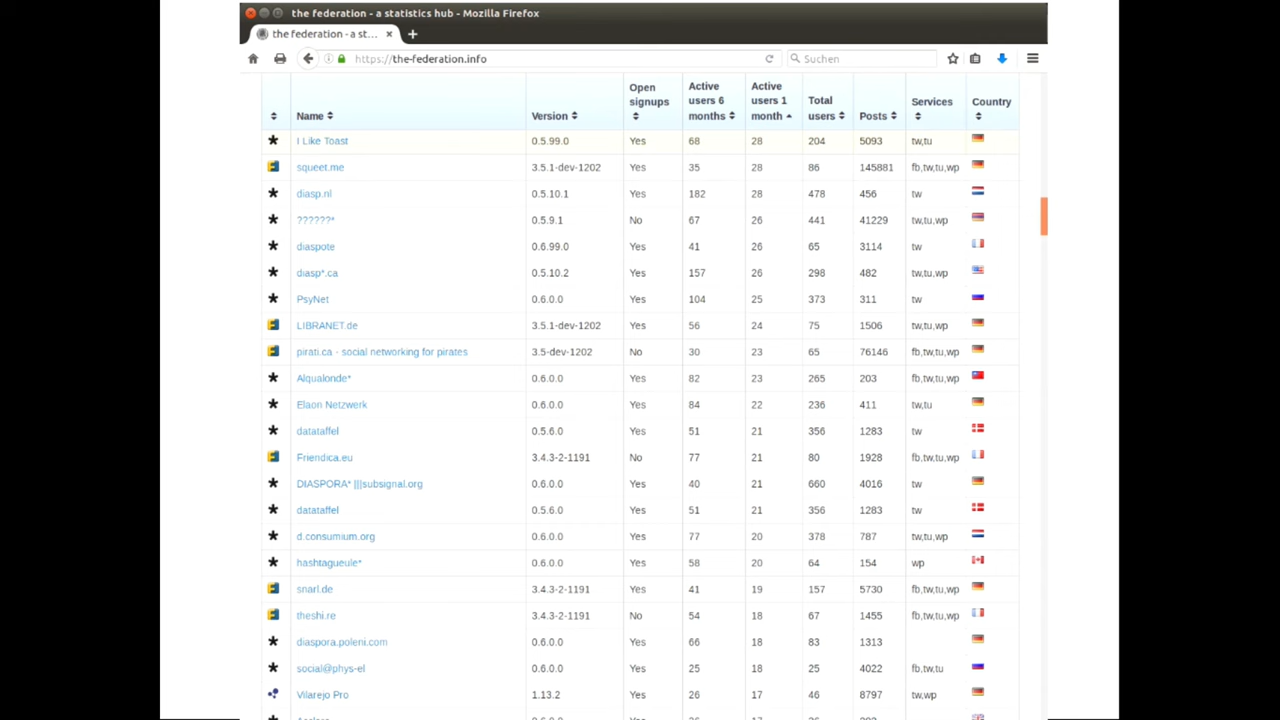 the federation - a statistics hub - Mozilla Firefox
the federation - a st...
https://the-federation.info
Suchen
Name Version Open signups Active users 6 months Active users 1 month Total users Posts Services Country
I Like Toast 0.5.99.0 Yes 68 28 204 5093 tw,tu
squeet.me 3.5.1-dev-1202 Yes 35 28 86 145881 fb,tw,tu,wp
diasp.nl 0.5.10.1 Yes 182 28 478 456 tw
??????* 0.5.9.1 No 67 26 441 41229 tw,tu,wp
diaspote 0.6.99.0 Yes 41 26 65 3114 tw
diasp*.ca 0.5.10.2 Yes 157 26 298 482 tw,tu,wp
PsyNet 0.6.0.0 Yes 104 25 373 311 tw
LIBRANET.de 3.5.1-dev-1202 Yes 56 24 75 1506 tw,tu,wp
pirati.ca - social networking for pirates 3.5-dev-1202 No 30 23 65 76146 fb,tw,tu,wp
Alqualonde* 0.6.0.0 Yes 82 23 265 203 fb,tw,tu,wp
Elaon Netzwerk 0.6.0.0 Yes 84 22 236 411 tw,tu
datataffel 0.5.6.0 Yes 51 21 356 1283 tw
Friendica.eu 3.4.3-2-1191 No 77 21 80 1928 fb,tw,tu,wp
DIASPORA* |||subsignal.org 0.6.0.0 Yes 40 21 660 4016 tw
datataffel 0.5.6.0 Yes 51 21 356 1283 tw
d.consumium.org 0.6.0.0 Yes 77 20 378 787 tw,tu,wp
hashtagueule* 0.6.0.0 Yes 58 20 64 154 wp
snarl.de 3.4.3-2-1191 Yes 41 19 157 5730 fb,tw,tu,wp
theshi.re 3.4.3-2-1191 No 54 18 67 1455 fb,tw,tu,wp
diaspora.poleni.com 0.6.0.0 Yes 66 18 83 1313
social@phys-el 0.6.0.0 Yes 25 18 25 4022 fb,tw,tu
Vilarejo Pro 1.13.2 Yes 26 17 46 8797 tw,wp